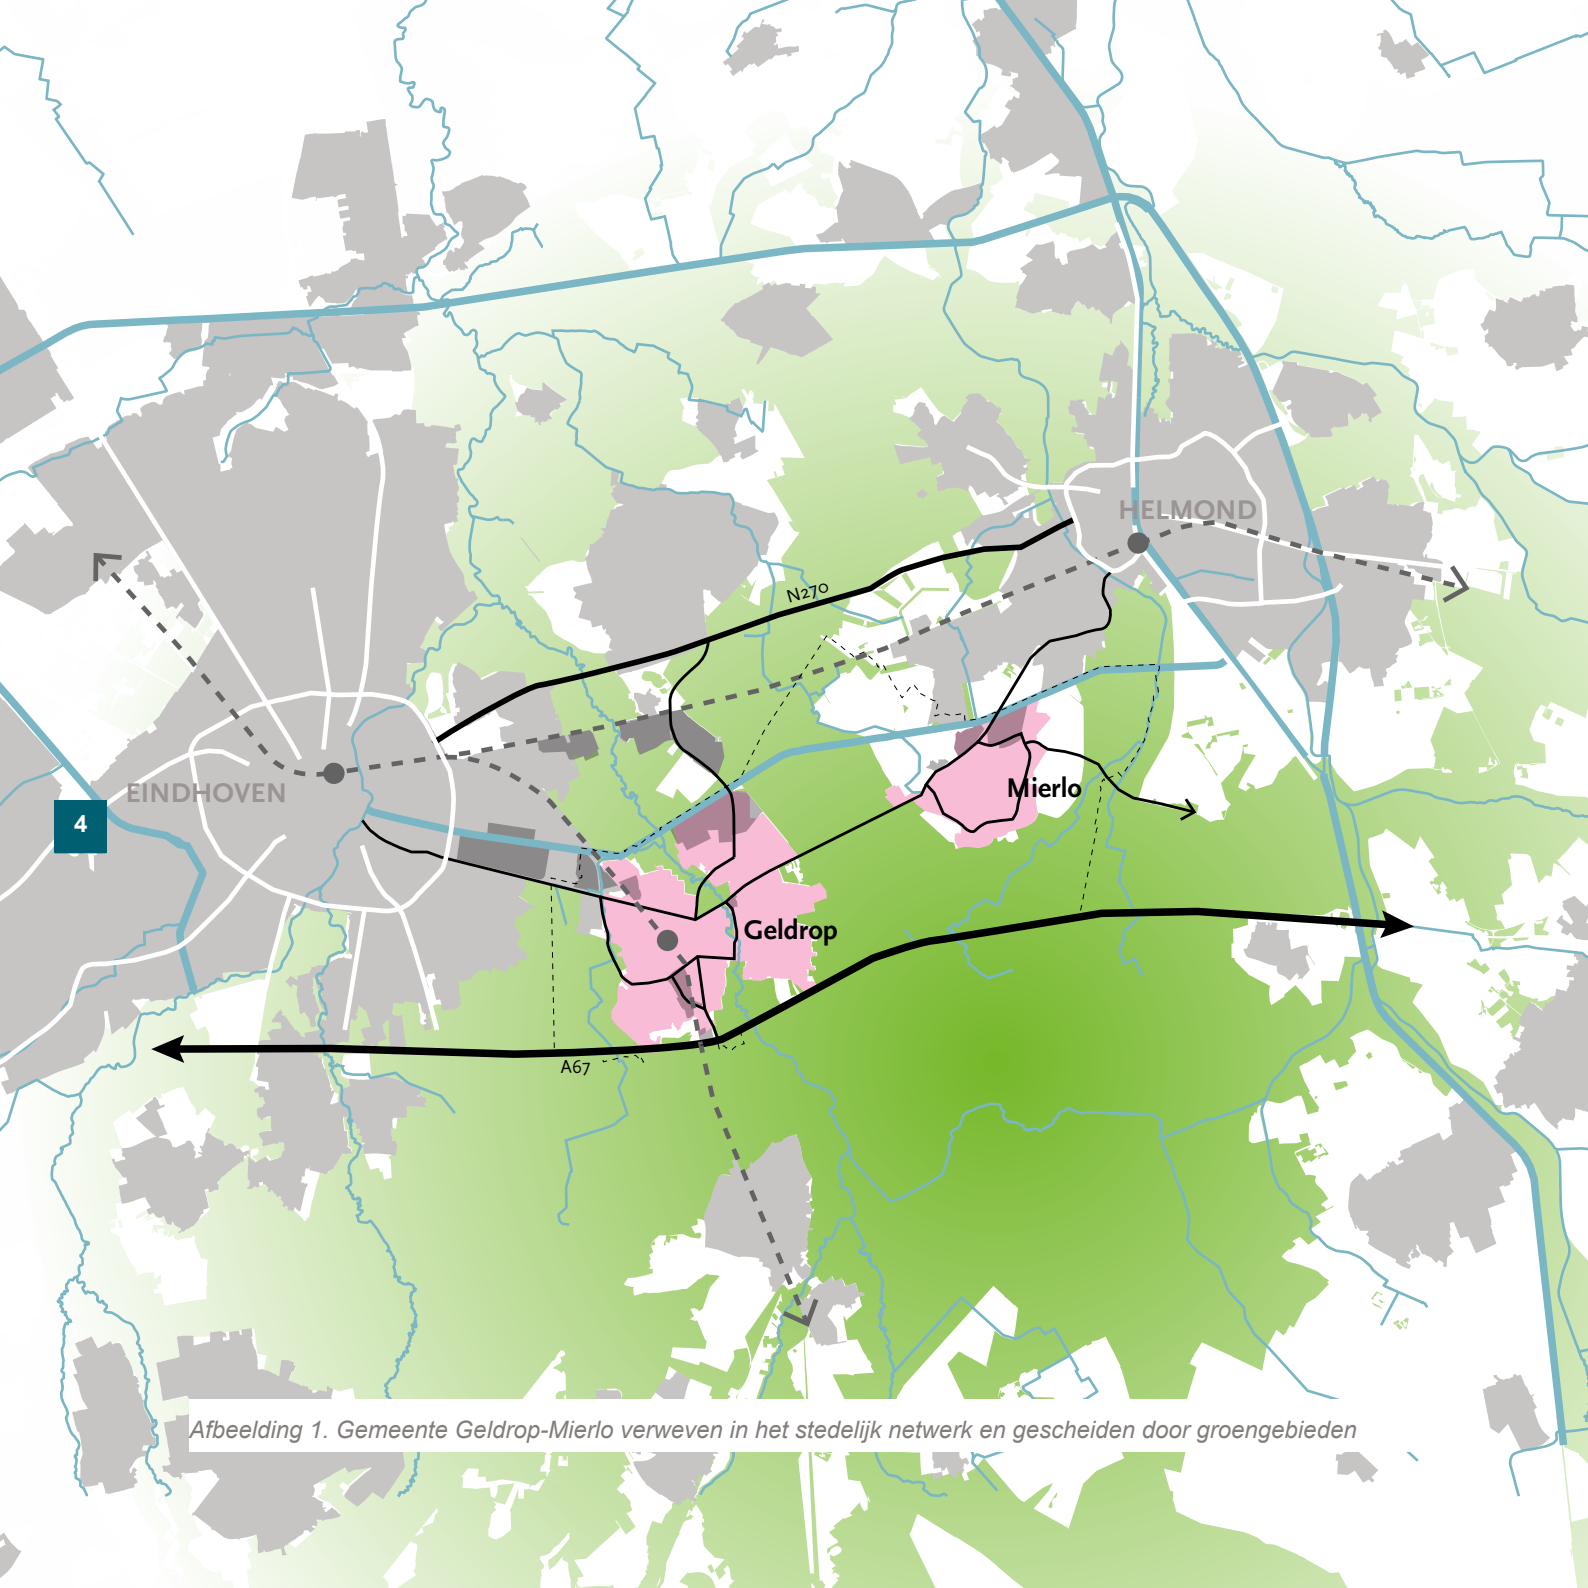 HELMOND
N270
Mierlo
EINDHOVEN
4
Geldrop
A67
Afbeelding 1. Gemeente Geldrop-Mierlo verweven in het stedelijk netwerk en gescheiden door groengebieden